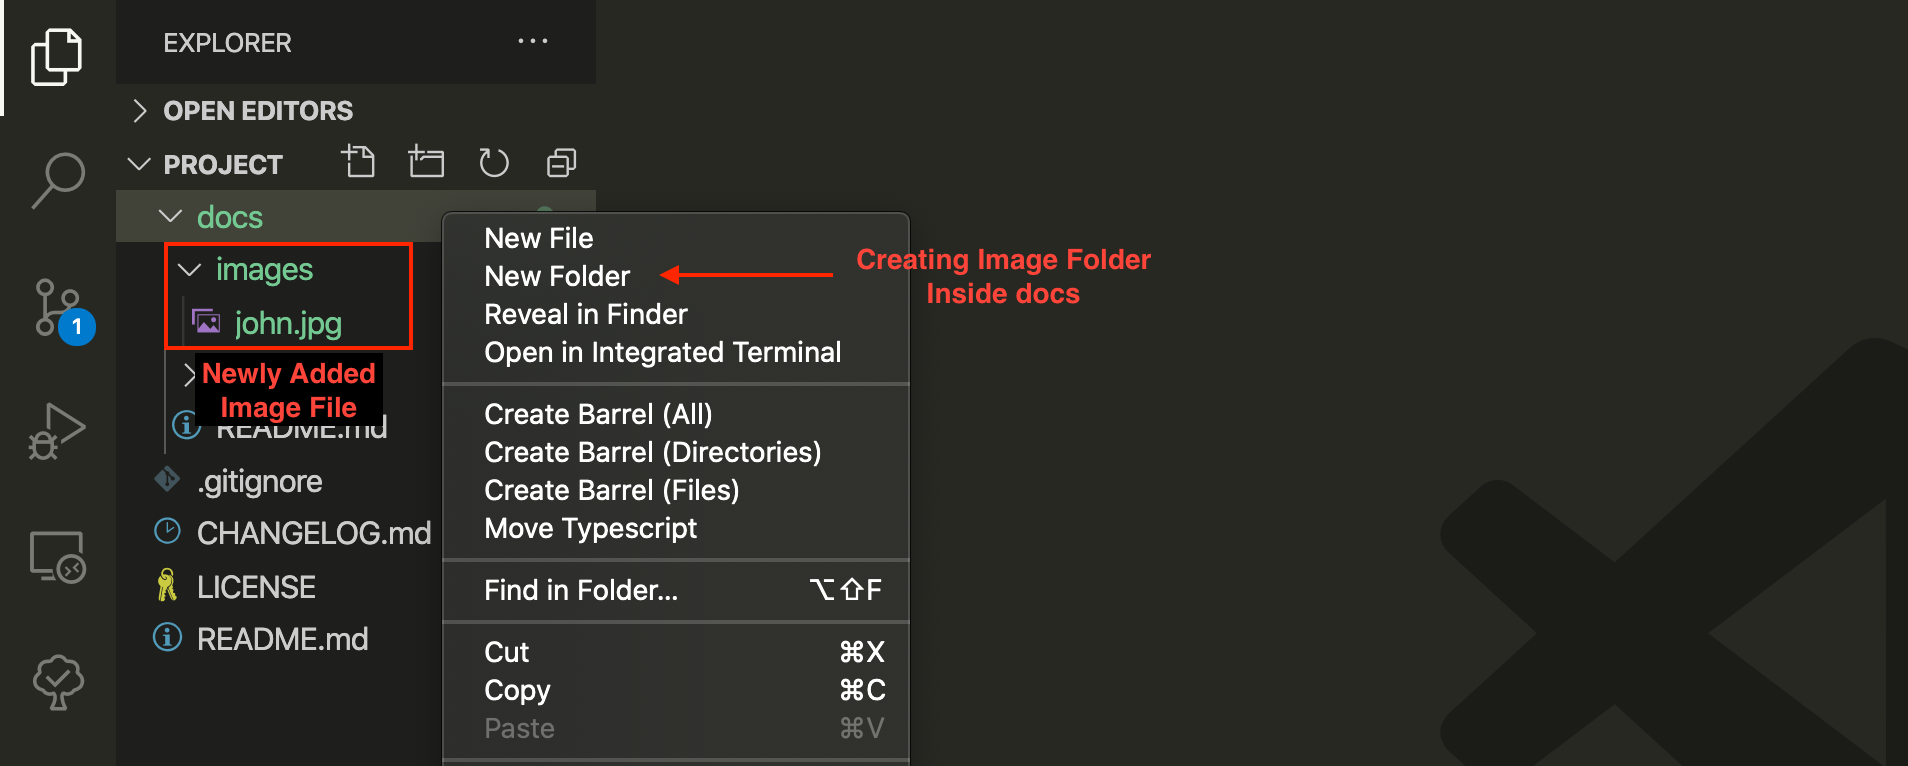 EXPLORER
OPEN EDITORS
PROJECT
docs
images
john.jpg
Newly Added
Image File
README.md
.gitignore
CHANGELOG.md
LICENSE
README.md
1
New File
New Folder
Reveal in Finder
Open in Integrated Terminal
Create Barrel (All)
Create Barrel (Directories)
Create Barrel (Files)
Move Typescript
Find in Folder... ⌥⇧F
Cut ⌘X
Copy ⌘C
Paste ⌘V
Creating Image Folder
Inside docs